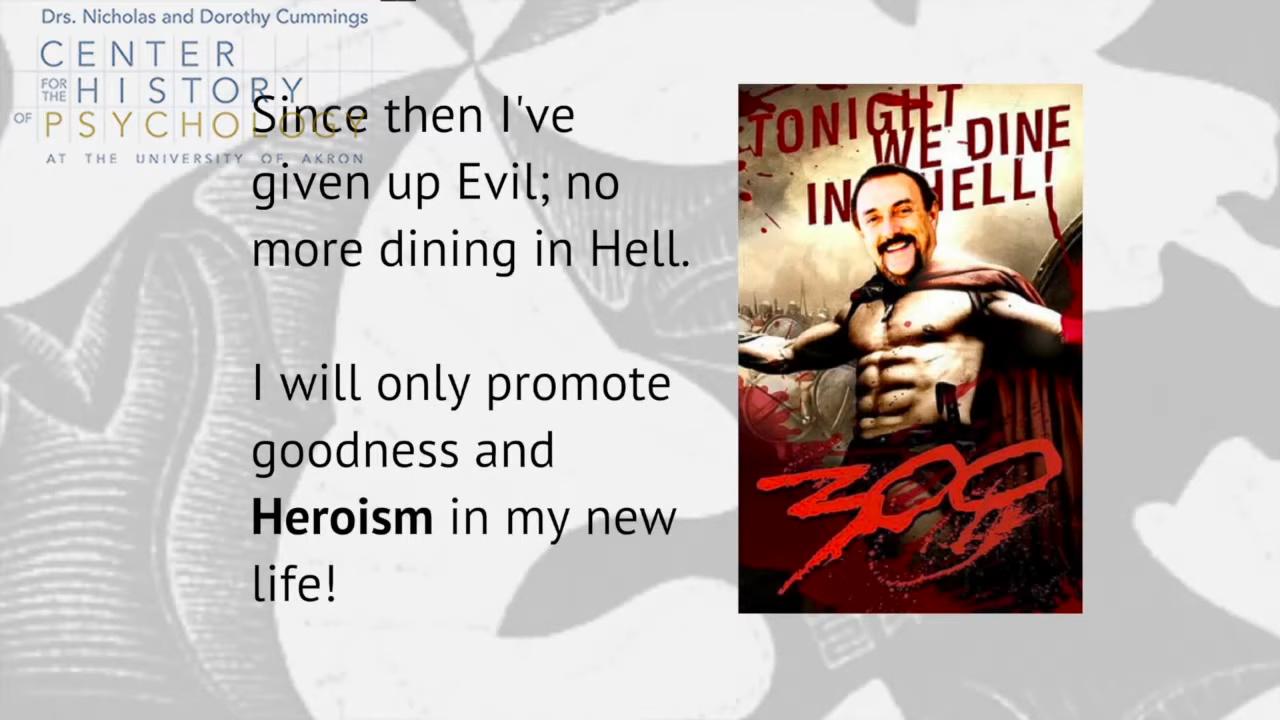 Drs. Nicholas and Dorothy Cummings
CENTER
FOR THE HISTORY
OF PSYCHOLOGY
AT THE UNIVERSITY OF AKRON
Since then I've
given up Evil; no
more dining in Hell.
I will only promote
goodness and
Heroism in my new
life!
TONIGHT
WE DINE
IN HELL!
300